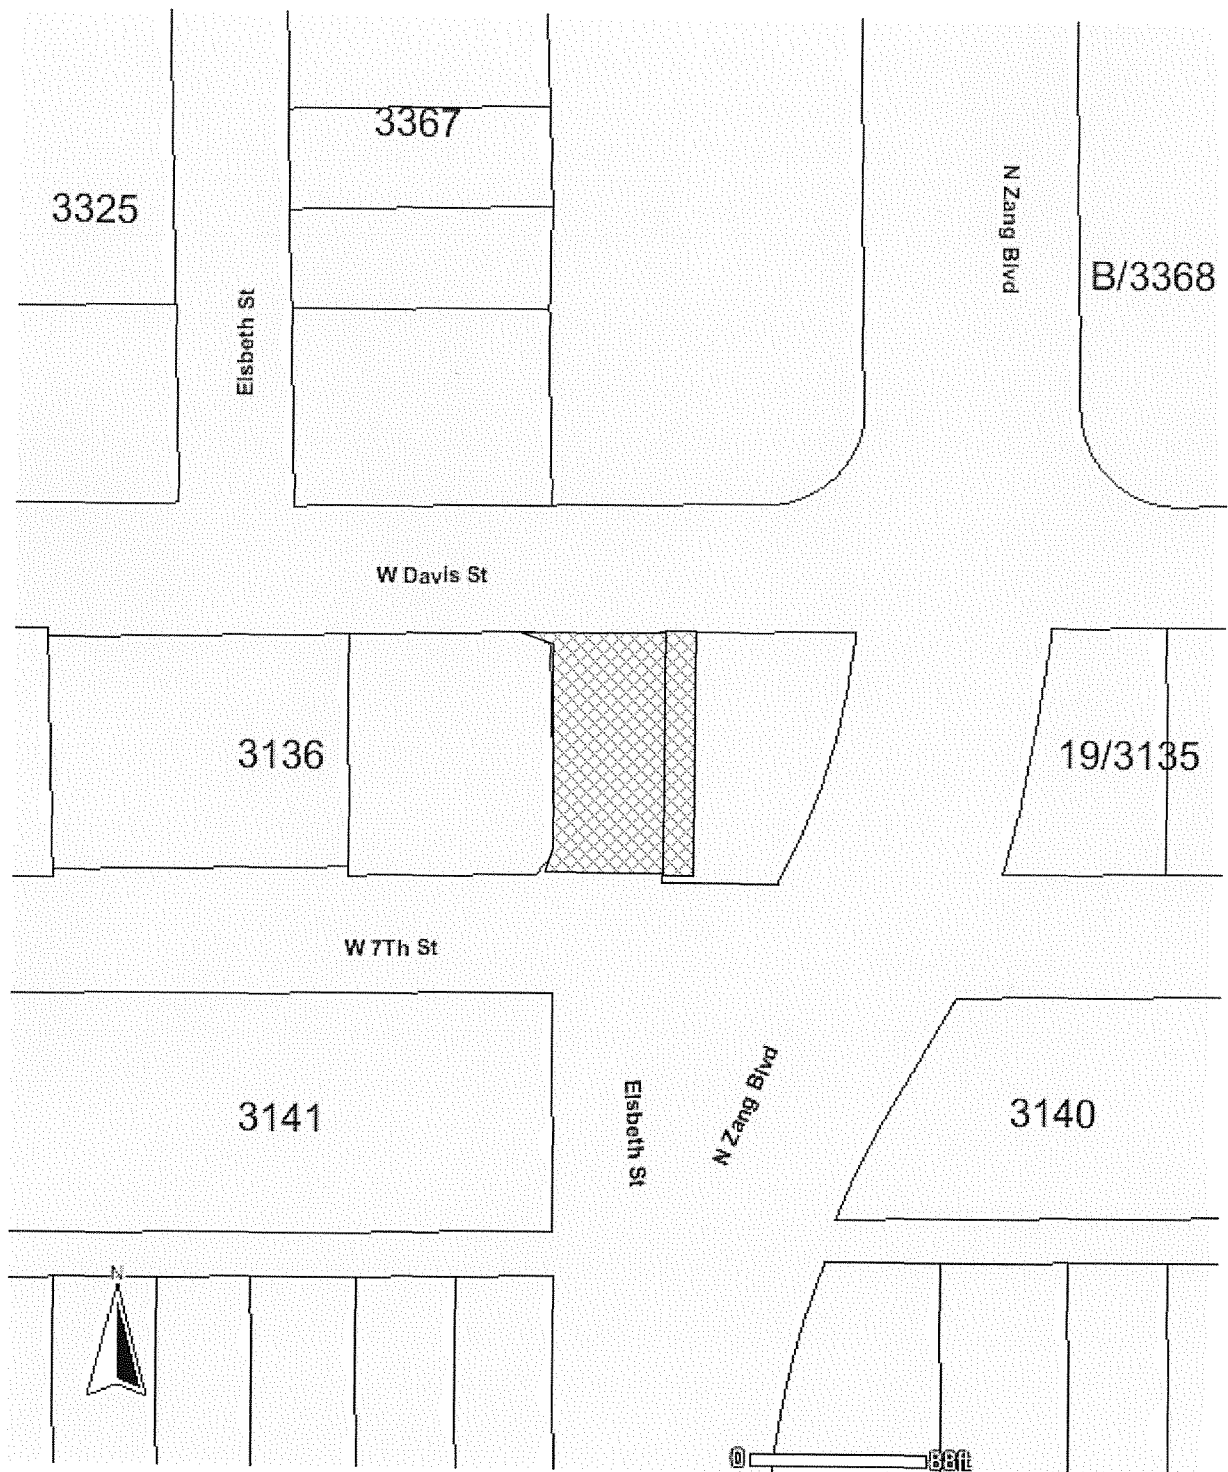 3367
3325
N Zang Blvd
B/3368
Elsbeth St
W Davis St
3136
19/3135
W 7Th St
3141
Elsbeth St
N Zang Blvd
3140
N
0
88ft